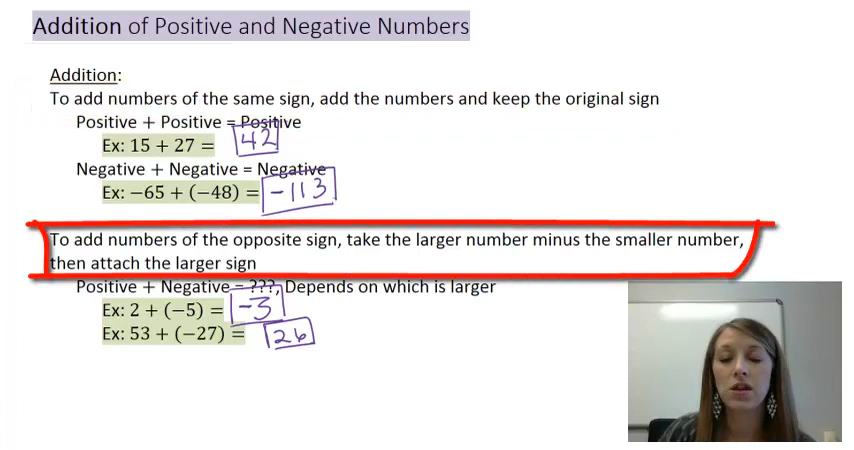 Addition of Positive and Negative Numbers
Addition:
To add numbers of the same sign, add the numbers and keep the original sign
Positive + Positive = Positive
Ex: 15 + 27 = 42
Negative + Negative = Negative
Ex: −65 + (−48) = −113
To add numbers of the opposite sign, take the larger number minus the smaller number,
then attach the larger sign
Positive + Negative = ???, Depends on which is larger
Ex: 2 + (−5) = −3
Ex: 53 + (−27) = 26